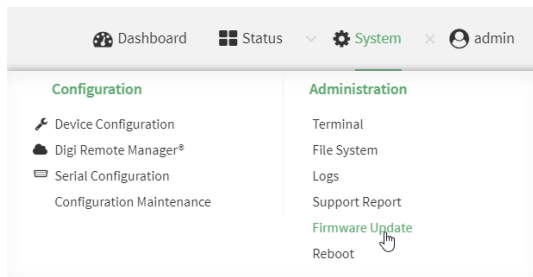 Dashboard Status System admin
Configuration
Device Configuration
Digi Remote Manager®
Serial Configuration
Configuration Maintenance
Administration
Terminal
File System
Logs
Support Report
Firmware Update
Reboot